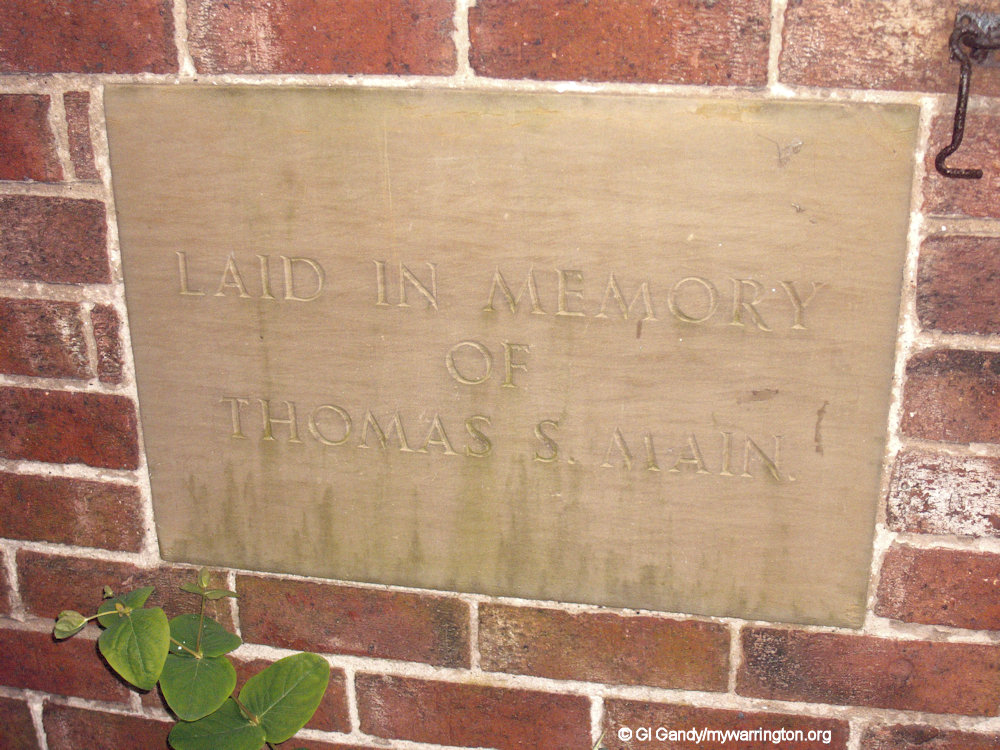 LAID IN MEMORY
OF
THOMAS S. MAIN.
© GI Gandy/mywarrington.org